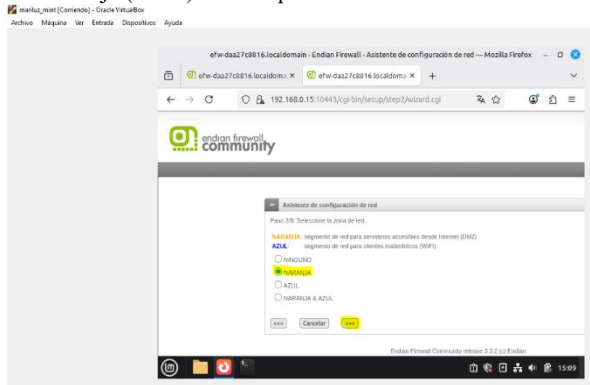 mariluz_mint [Corriendo] - Oracle VirtualBox
Archivo Máquina Ver Entrada Dispositivos Ayuda
efw-daa27c8816.localdomain - Endian Firewall - Asistente de configuración de red — Mozilla Firefox
efw-daa27c8816.localdoma
efw-daa27c8816.localdoma
192.168.0.15:10443/cgi-bin/setup/step2/wizard.cgi
endian firewall
community
Asistente de configuración de red
Paso 2/8: Seleccione la zona de red
NARANJA: segmento de red para servidores accesibles desde Internet (DMZ)
AZUL: segmento de red para clientes inalámbricos (WIFI)
NINGUNO
NARANJA
AZUL
NARANJA & AZUL
<<< Cancelar >>>
Endian Firewall Community release 3.3.2 (c) Endian
15:09